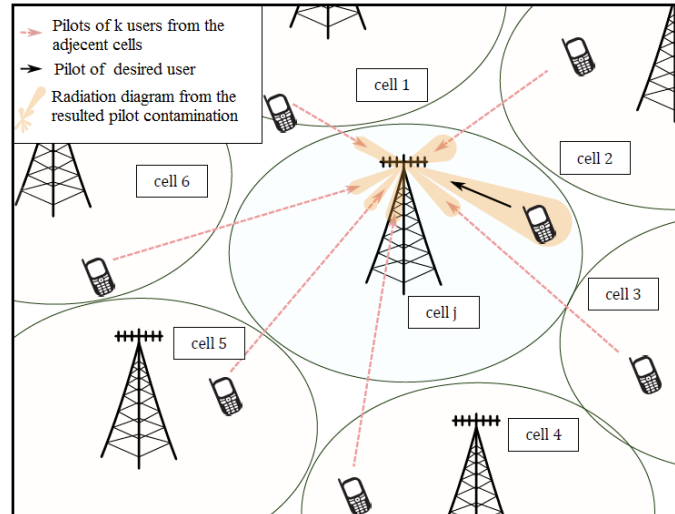 Pilots of k users from the
adjecent cells
Pilot of desired user
Radiation diagram from the
resulted pilot contamination
cell 1
cell 2
cell 6
cell 3
cell j
cell 5
cell 4